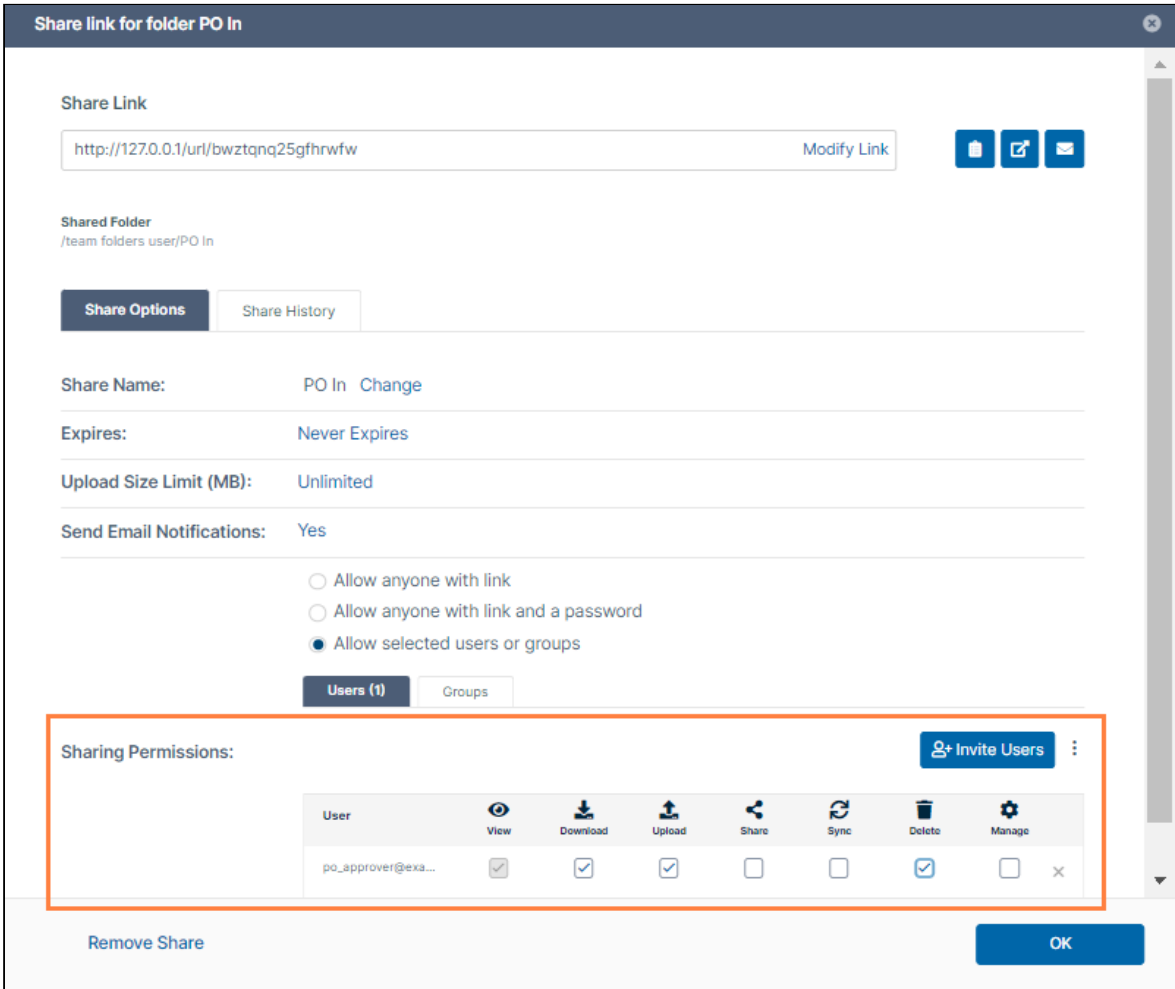 Share link for folder PO In
Share Link
http://127.0.0.1/url/bwztqnq25gfhrwfw Modify Link
Shared Folder
/team folders user/PO In
Share Options Share History
Share Name: PO In Change
Expires: Never Expires
Upload Size Limit (MB): Unlimited
Send Email Notifications: Yes
Allow anyone with link
Allow anyone with link and a password
Allow selected users or groups
Users (1) Groups
Sharing Permissions: Invite Users
User View Download Upload Share Sync Delete Manage
po_approver@exa...
Remove Share OK